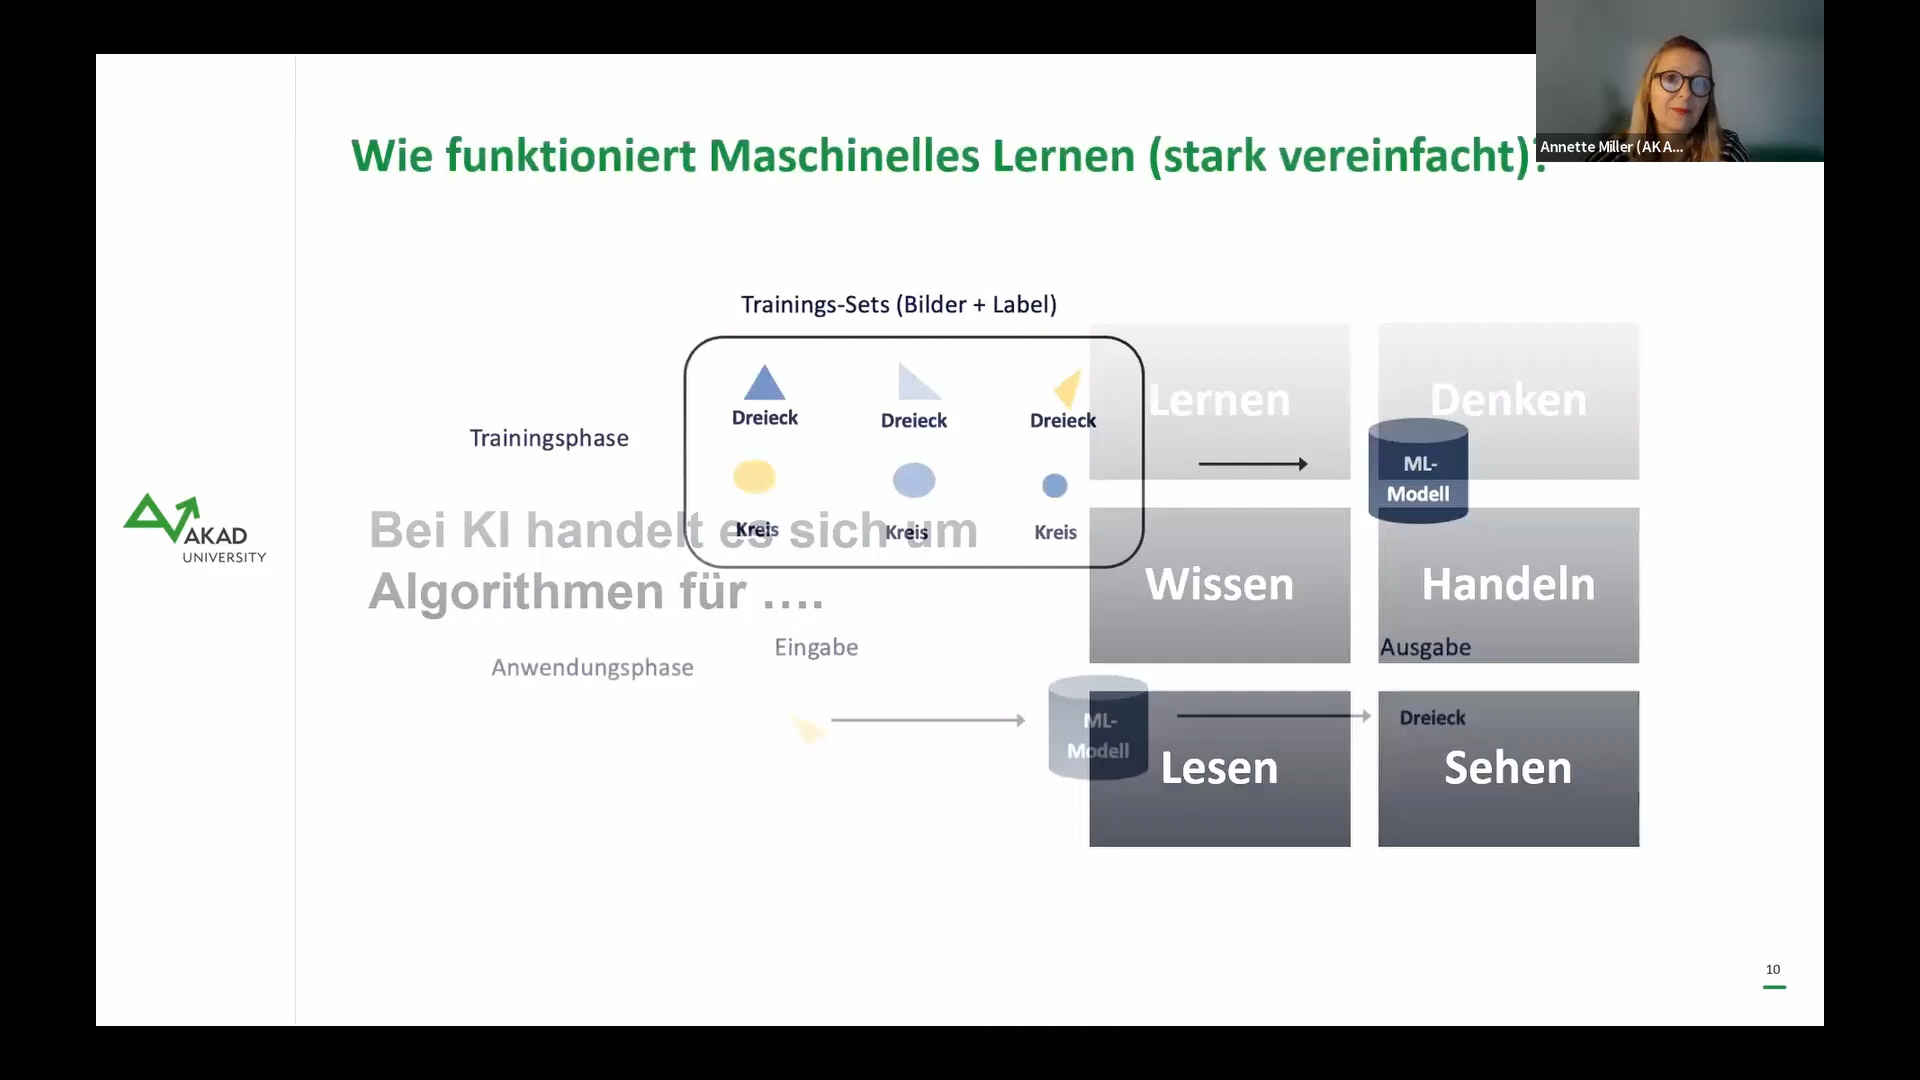 Annette Miller (AKA...
Wie funktioniert Maschinelles Lernen (stark vereinfacht)?
Trainings-Sets (Bilder + Label)
Lernen
Denken
Dreieck
Dreieck
Dreieck
Trainingsphase
ML-
Modell
Kreis
Kreis
Kreis
Bei KI handelt es sich um
Algorithmen für ....
Wissen
Handeln
AKAD
UNIVERSITY
Eingabe
Ausgabe
Anwendungsphase
ML-
Modell
Dreieck
Lesen
Sehen
10